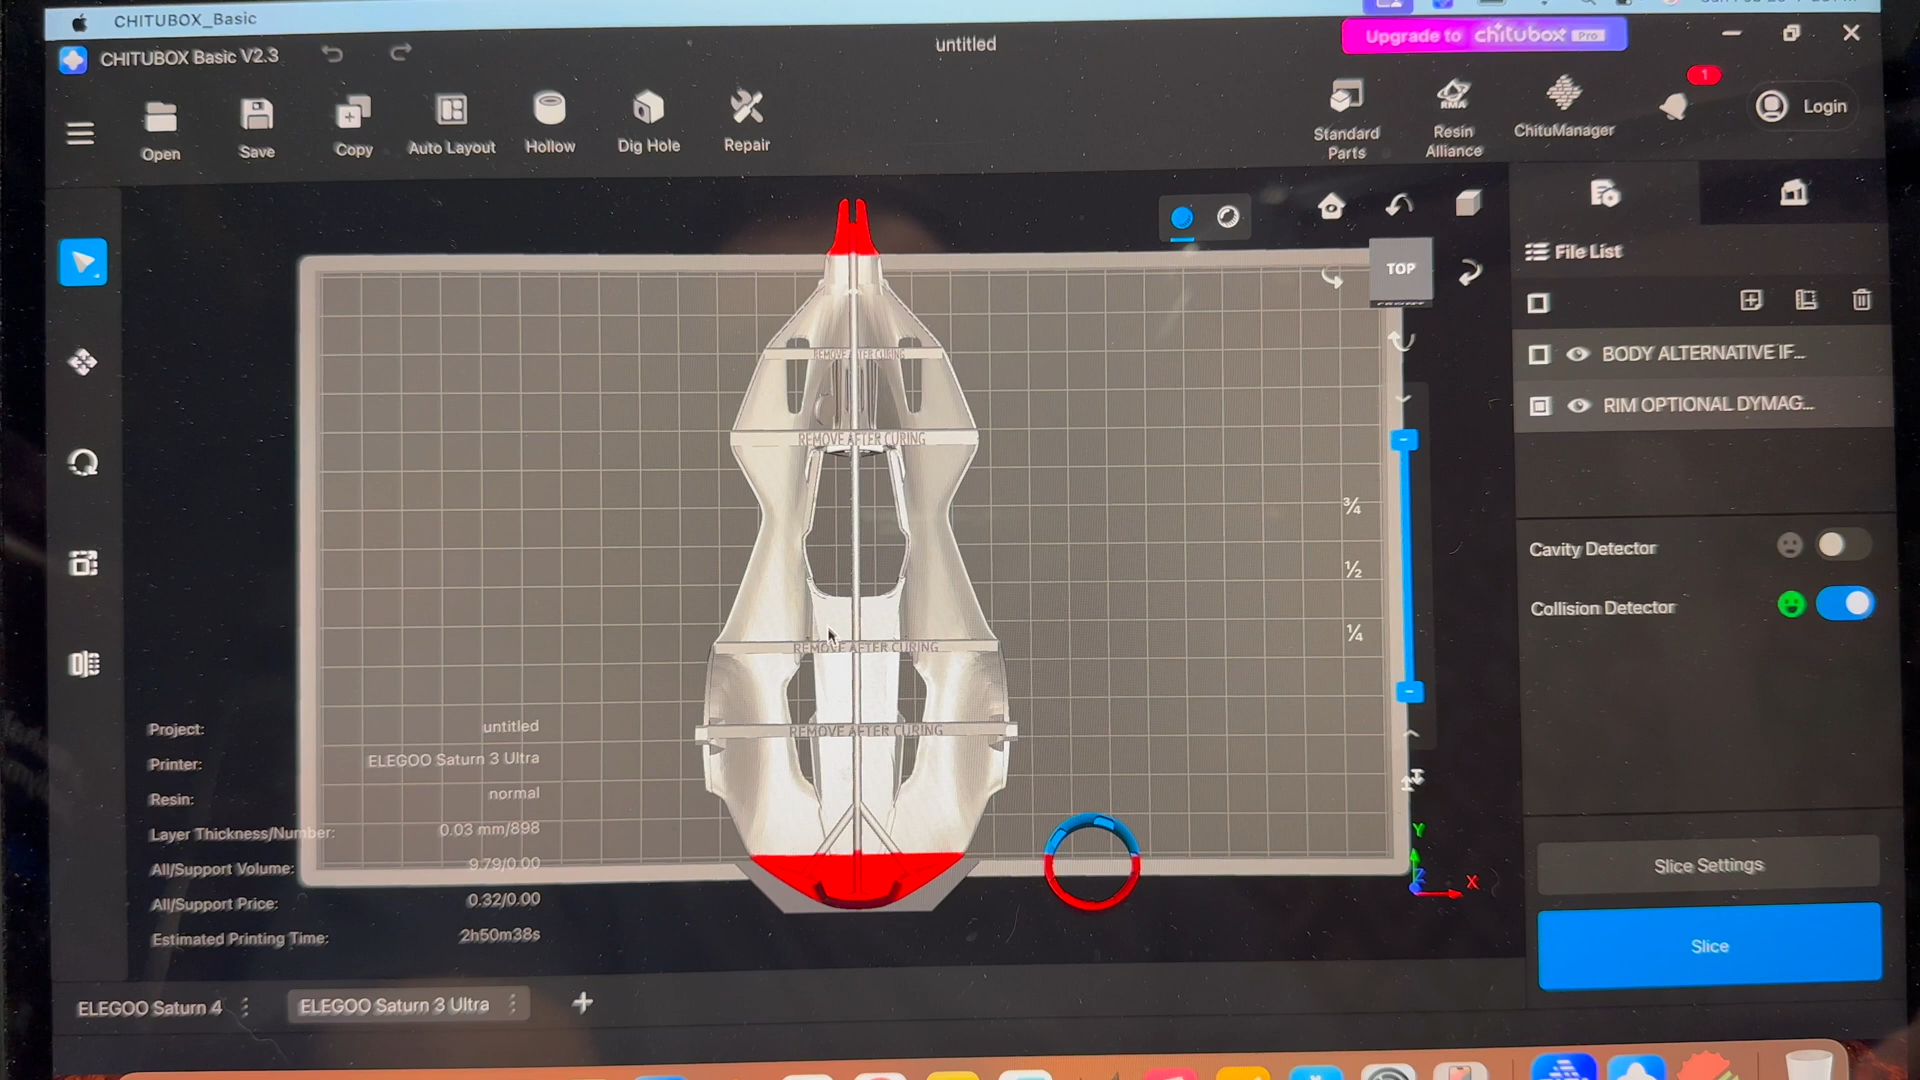 CHITUBOX_Basic
CHITUBOX Basic V2.3
untitled
Upgrade to chitubox Pro
1
Open
Save
Copy
Auto Layout
Hollow
Dig Hole
Repair
Standard Parts
Resin Alliance
RMA
ChituManager
Login
TOP
File List
BODY ALTERNATIVE IF...
RIM OPTIONAL DYMAG...
REMOVE AFTER CURING
REMOVE AFTER CURING
REMOVE AFTER CURING
REMOVE AFTER CURING
¾
½
¼
Cavity Detector
Collision Detector
Project: untitled
Printer: ELEGOO Saturn 3 Ultra
Resin: normal
Layer Thickness/Number: 0.03 mm/898
All/Support Volume: 9.79/0.00
All/Support Price: 0.32/0.00
Estimated Printing Time: 2h50m38s
Y
Z
X
Slice Settings
Slice
ELEGOO Saturn 4
ELEGOO Saturn 3 Ultra